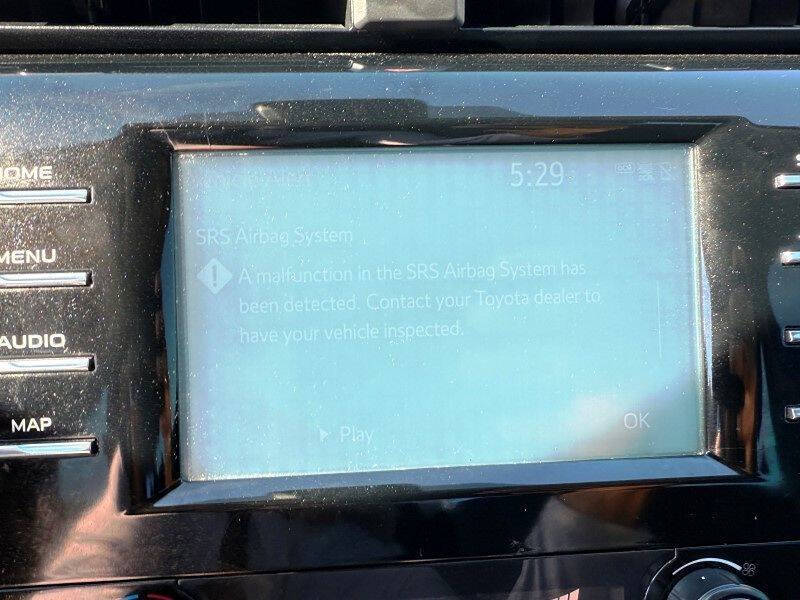 5:29
HOME
SRS Airbag System
MENU
A malfunction in the SRS Airbag System has
been detected. Contact your Toyota dealer to
have your vehicle inspected.
AUDIO
MAP
Play
OK